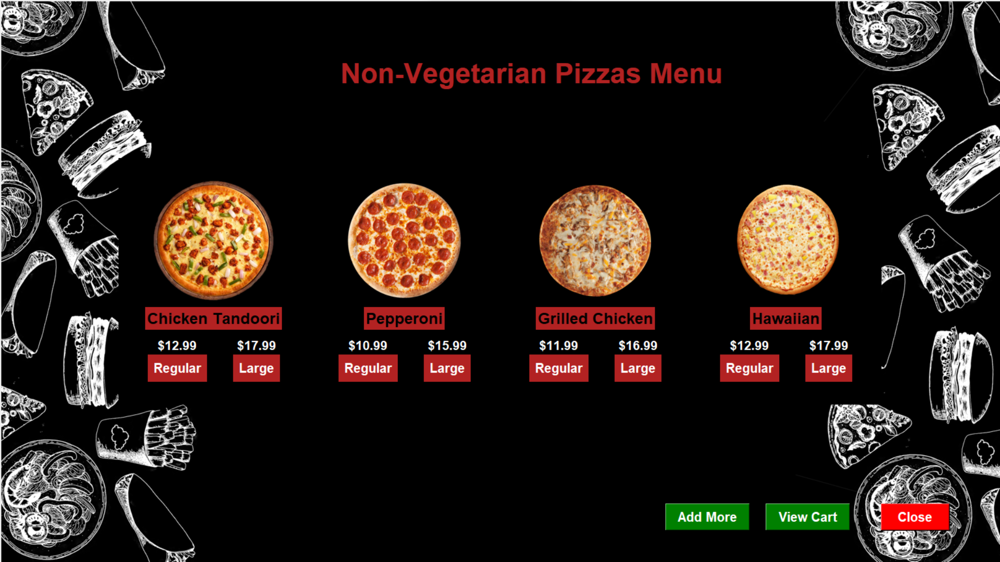 Non-Vegetarian Pizzas Menu
Chicken Tandoori
$12.99 $17.99
Regular Large
Pepperoni
$10.99 $15.99
Regular Large
Grilled Chicken
$11.99 $16.99
Regular Large
Hawaiian
$12.99 $17.99
Regular Large
Add More View Cart Close